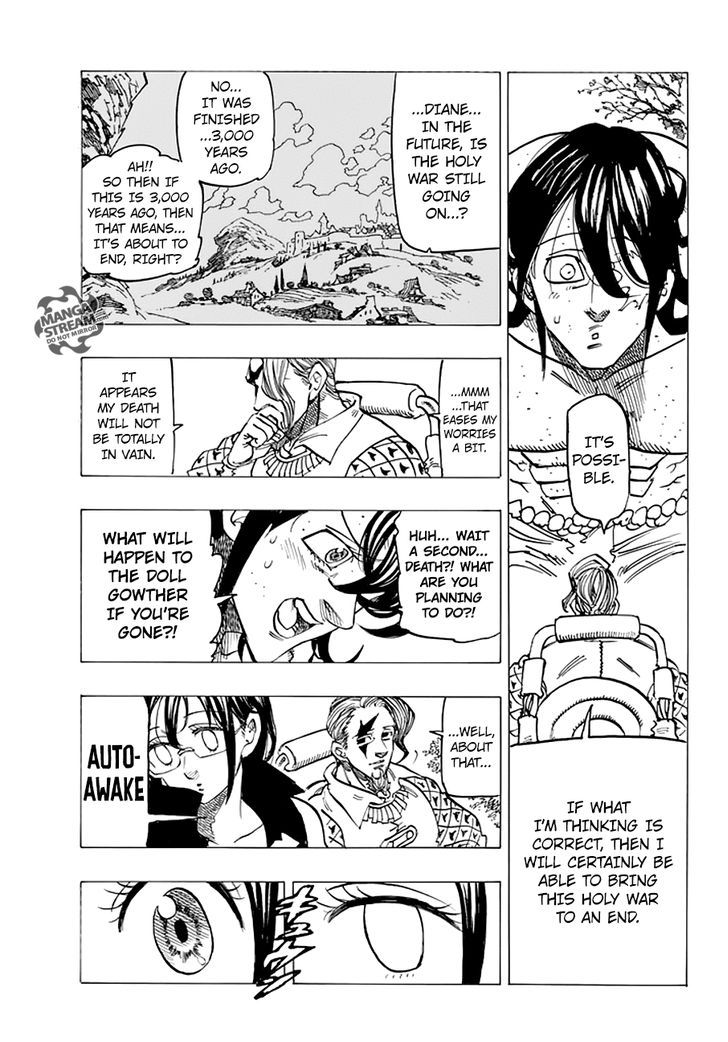 IT'S
POSSI-
BLE.
IF WHAT
I'M THINKING IS
CORRECT, THEN I
WILL CERTAINLY BE
ABLE TO BRING
THIS HOLY WAR
TO AN END.
DIANE...
IN THE
FUTURE, IS
THE HOLY
WAR STILL
GOING
ON...?
NO...
IT WAS
FINISHED
...3,000
YEARS
AGO.
AH!!
SO THEN IF
THIS IS 3,000
YEARS AGO, THEN
THAT MEANS...
IT'S ABOUT TO
END, RIGHT?
MANGA
STREAM
DO NOT MIRROR
...MMM
...THAT
EASES MY
WORRIES
A BIT.
IT
APPEARS
MY DEATH
WILL NOT
BE TOTALLY
IN VAIN.
HUH... WAIT
A SECOND...
DEATH?! WHAT
ARE YOU
PLANNING
TO DO?!
WHAT WILL
HAPPEN TO
THE DOLL
GOWTHER
IF YOU'RE
GONE?!
...WELL,
ABOUT
THAT...
AUTO-
AWAKE